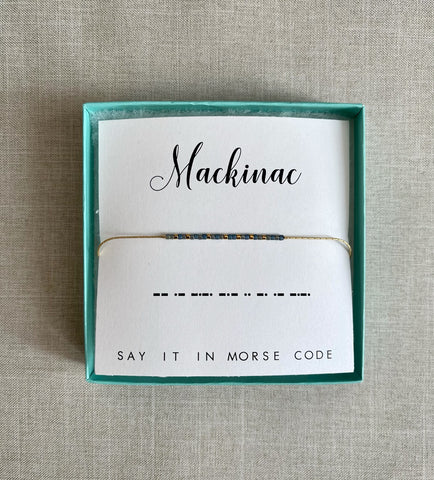 Mackinac
-- .- -.-. -.- .. -. .- -.-.
SAY IT IN MORSE CODE